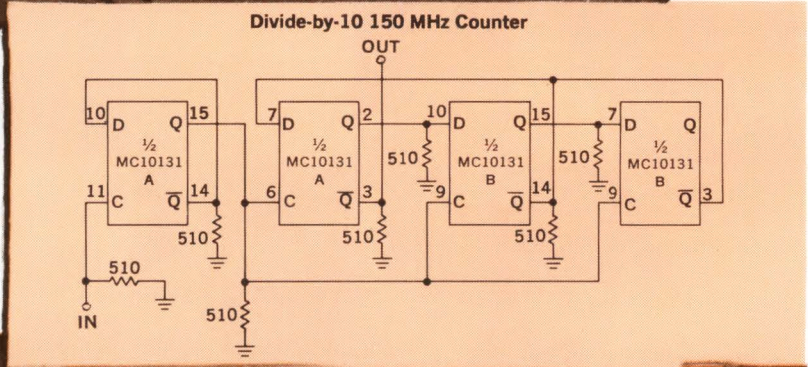 Divide-by-10 150 MHz Counter
OUT
10 D Q 15
½
MC10131
A
11 C Q̅ 14
7 D Q 2
½
MC10131
A
6 C Q̅ 3
10 D Q 15
½
MC10131
B
9 C Q̅ 14
7 D Q
½
MC10131
B
9 C Q̅ 3
510
510
510
510
510
510
510
IN